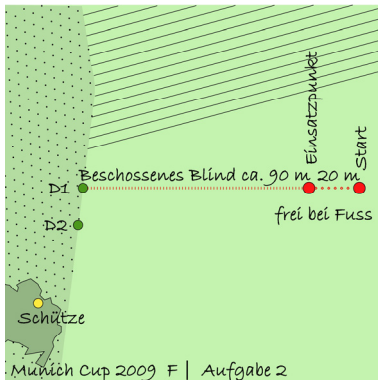 Einsatzpunkt
Start
Beschossenes Blind ca. 90 m 20 m
D1
frei bei Fuss
D2
Schütze
Munich Cup 2009 F | Aufgabe 2